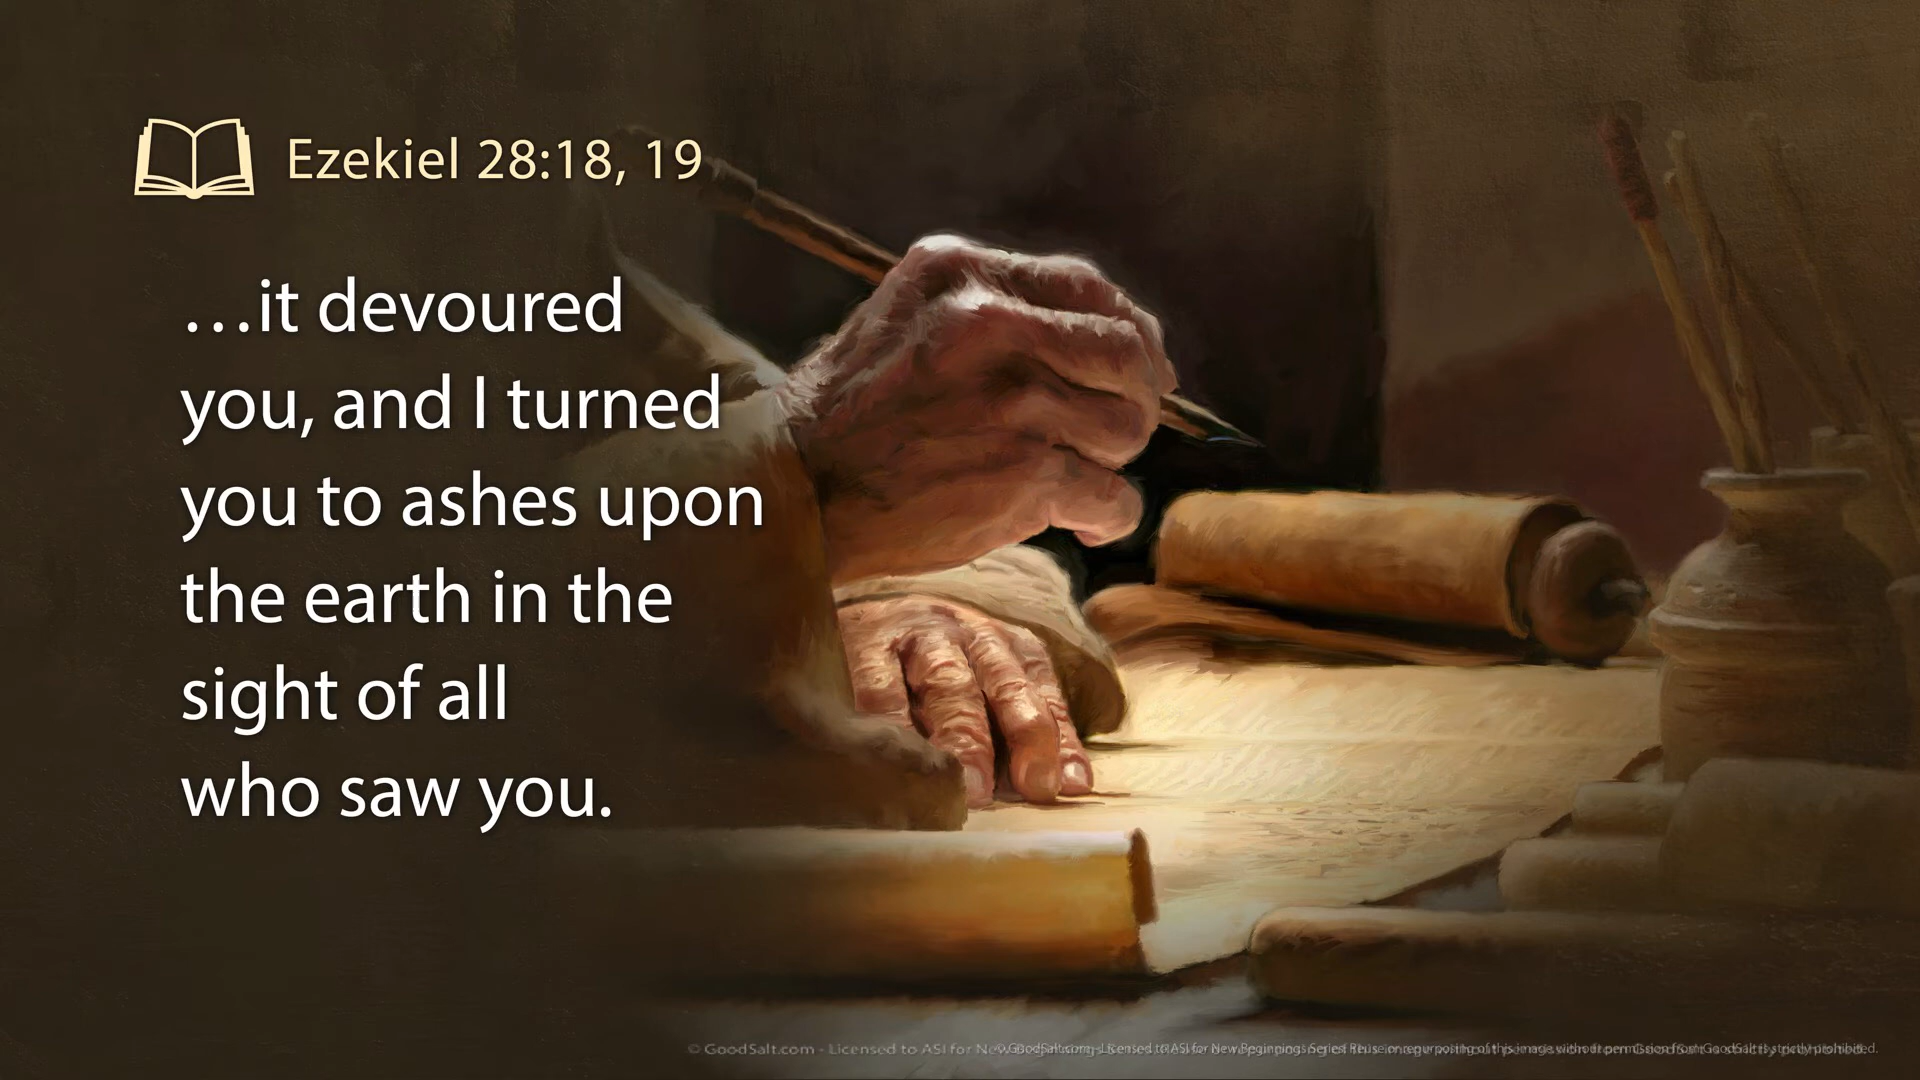 Ezekiel 28:18, 19
…it devoured
you, and I turned
you to ashes upon
the earth in the
sight of all
who saw you.
© GoodSalt.com - Licensed to ASI for New